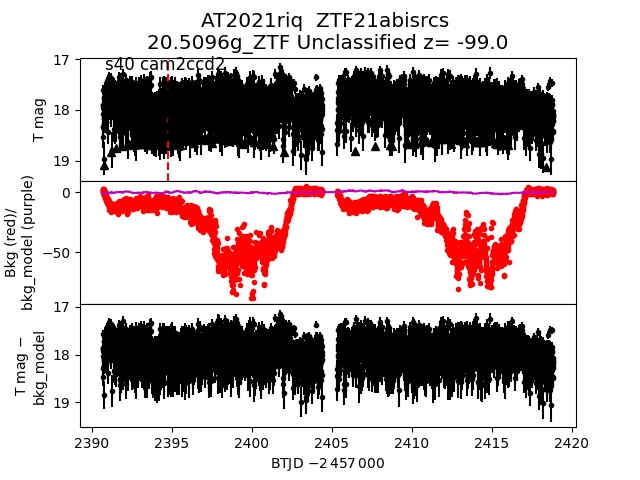 AT2021riq ZTF21abisrcs
20.5096g_ZTF Unclassified z= -99.0
s40 cam2ccd2
17
18
19
T mag
0
−50
Bkg (red)/
bkg_model (purple)
17
18
19
T mag −
bkg_model
2390
2395
2400
2405
2410
2415
2420
BTJD −2 457 000